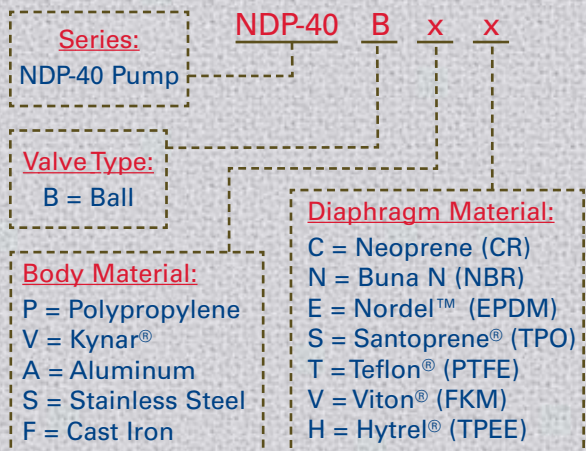 NDP-40 B x x
Series:
NDP-40 Pump
Valve Type:
B = Ball
Body Material:
P = Polypropylene
V = Kynar®
A = Aluminum
S = Stainless Steel
F = Cast Iron
Diaphragm Material:
C = Neoprene (CR)
N = Buna N (NBR)
E = Nordel™ (EPDM)
S = Santoprene® (TPO)
T = Teflon® (PTFE)
V = Viton® (FKM)
H = Hytrel® (TPEE)